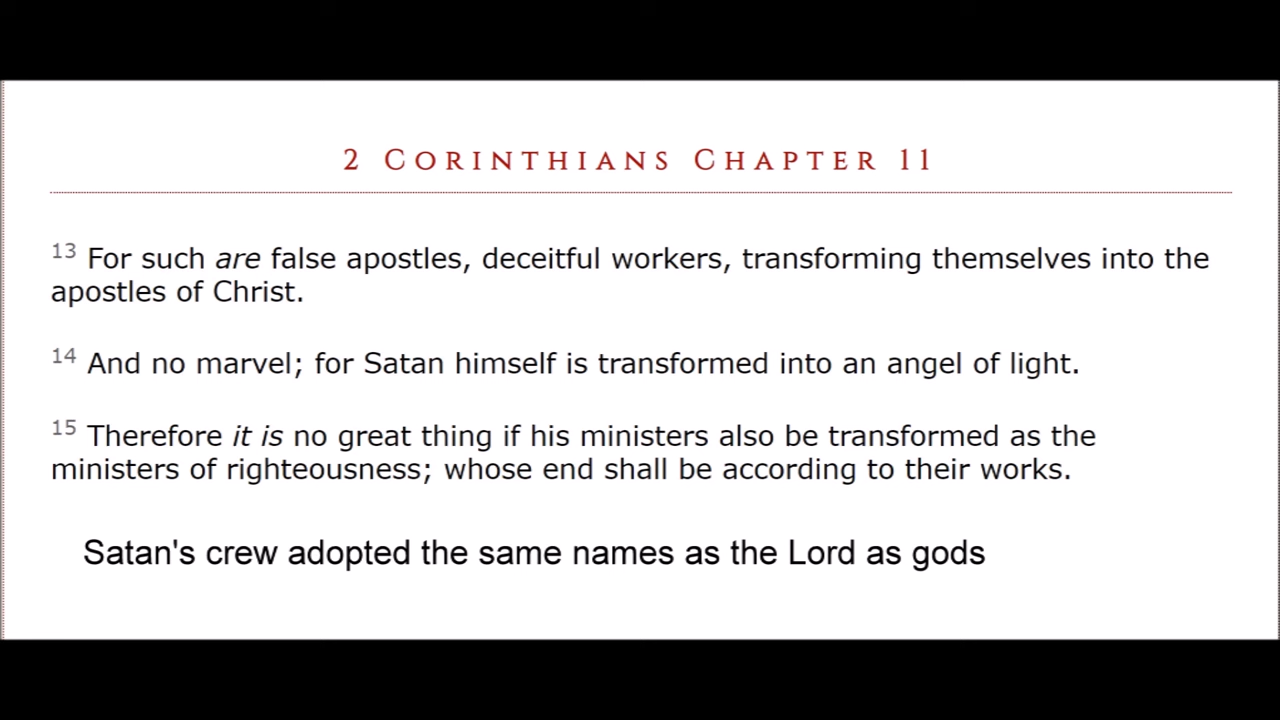 2 Corinthians Chapter 11
13 For such are false apostles, deceitful workers, transforming themselves into the
apostles of Christ.
14 And no marvel; for Satan himself is transformed into an angel of light.
15 Therefore it is no great thing if his ministers also be transformed as the
ministers of righteousness; whose end shall be according to their works.
Satan's crew adopted the same names as the Lord as gods